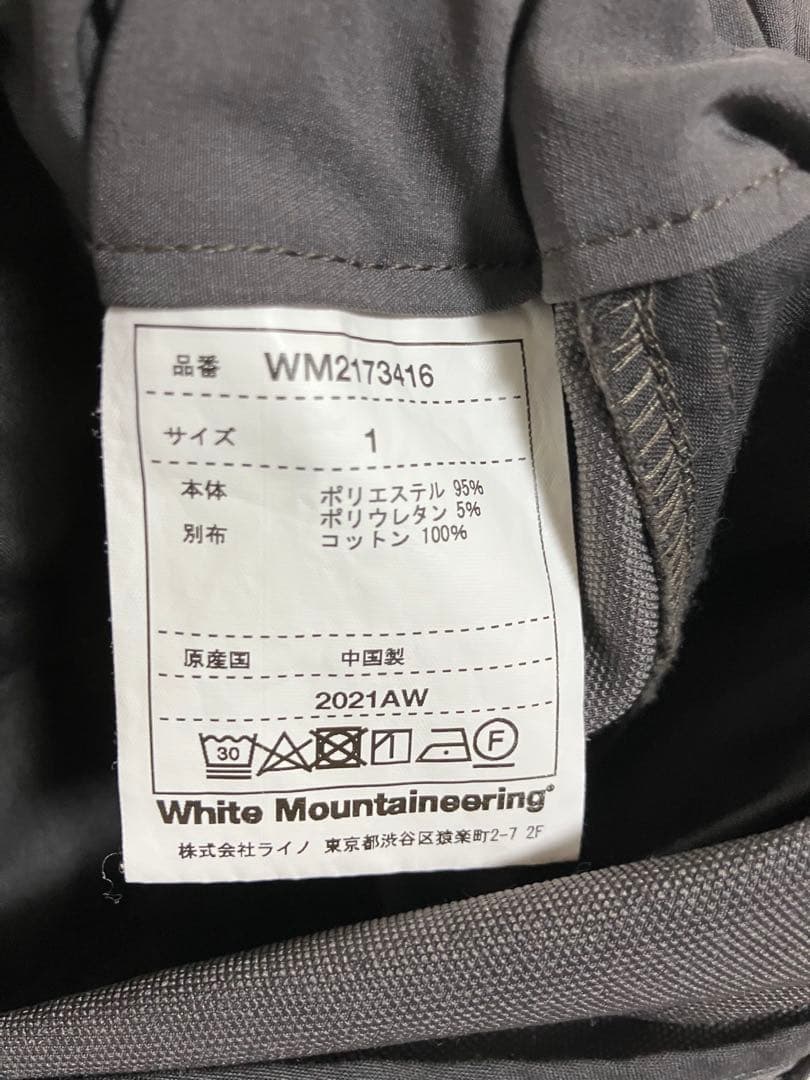 品番 WM2173416
サイズ 1
本体 ポリエステル 95%
ポリウレタン 5%
別布 コットン 100%
原産国 中国製
2021AW
30 F
White Mountaineering®
株式会社ライノ 東京都渋谷区猿楽町2-7 2F